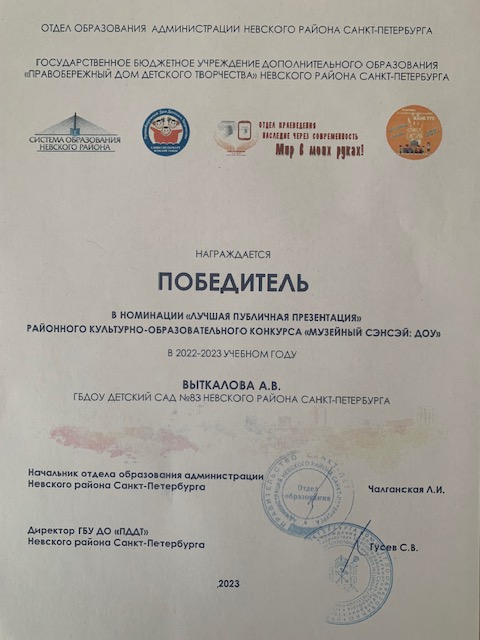 ОТДЕЛ ОБРАЗОВАНИЯ АДМИНИСТРАЦИИ НЕВСКОГО РАЙОНА САНКТ-ПЕТЕРБУРГА
ГОСУДАРСТВЕННОЕ БЮДЖЕТНОЕ УЧРЕЖДЕНИЕ ДОПОЛНИТЕЛЬНОГО ОБРАЗОВАНИЯ
«ПРАВОБЕРЕЖНЫЙ ДОМ ДЕТСКОГО ТВОРЧЕСТВА» НЕВСКОГО РАЙОНА САНКТ-ПЕТЕРБУРГА
СИСТЕМА ОБРАЗОВАНИЯ
НЕВСКОГО РАЙОНА
ОТДЕЛ КРАЕВЕДЕНИЯ
НАСЛЕДИЕ ЧЕРЕЗ СОВРЕМЕННОСТЬ
Мир в моих руках!
НАГРАЖДАЕТСЯ
ПОБЕДИТЕЛЬ
В НОМИНАЦИИ «ЛУЧШАЯ ПУБЛИЧНАЯ ПРЕЗЕНТАЦИЯ»
РАЙОННОГО КУЛЬТУРНО-ОБРАЗОВАТЕЛЬНОГО КОНКУРСА «МУЗЕЙНЫЙ СЭНСЭЙ: ДОУ»
В 2022-2023 УЧЕБНОМ ГОДУ
ВЫТКАЛОВА А.В.
ГБДОУ ДЕТСКИЙ САД №83 НЕВСКОГО РАЙОНА САНКТ-ПЕТЕРБУРГА
Начальник отдела образования администрации
Невского района Санкт-Петербурга
Чалганская Л.И.
Отдел
образования
Директор ГБУ ДО «ПДДТ»
Невского района Санкт-Петербурга
Гусев С.В.
,2023